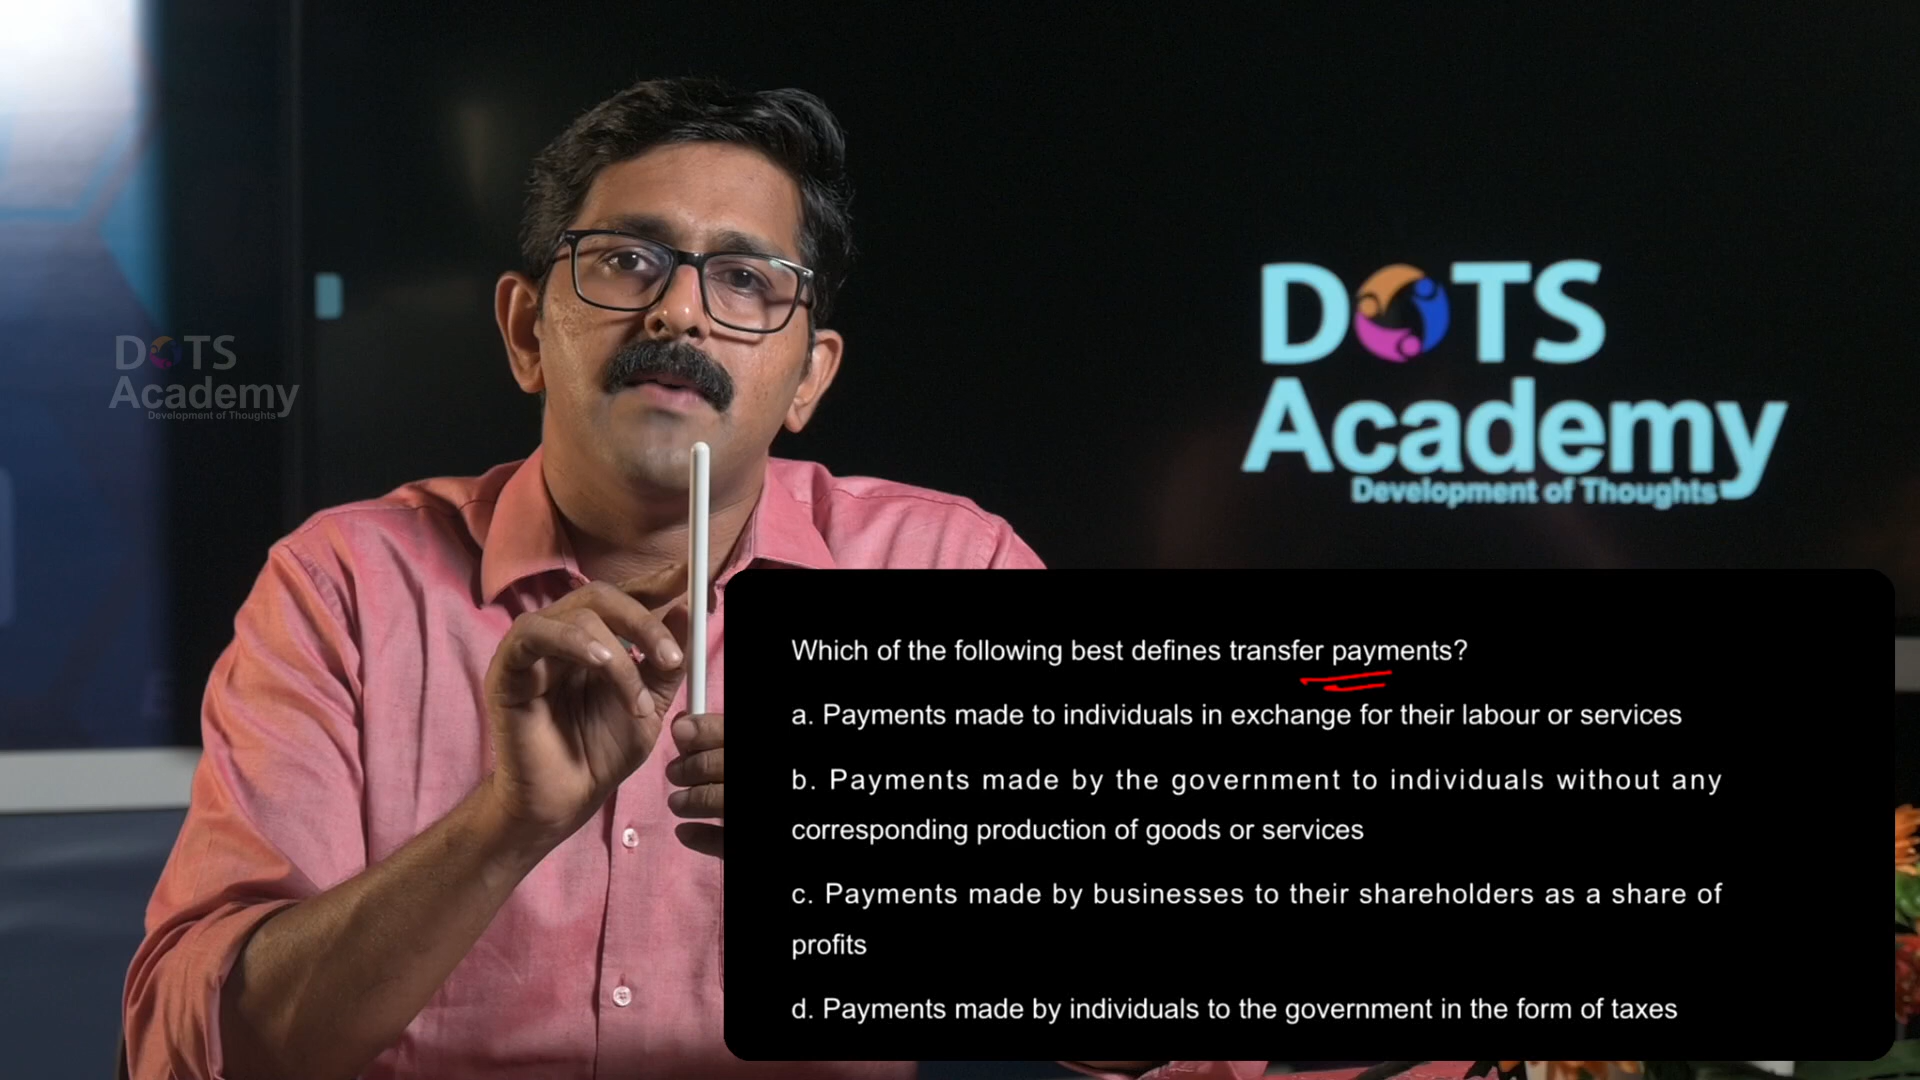 DOTS
Academy
Development of Thoughts
DOTS
Academy
Development of Thoughts
Which of the following best defines transfer payments?
a. Payments made to individuals in exchange for their labour or services
b. Payments made by the government to individuals without any
corresponding production of goods or services
c. Payments made by businesses to their shareholders as a share of
profits
d. Payments made by individuals to the government in the form of taxes